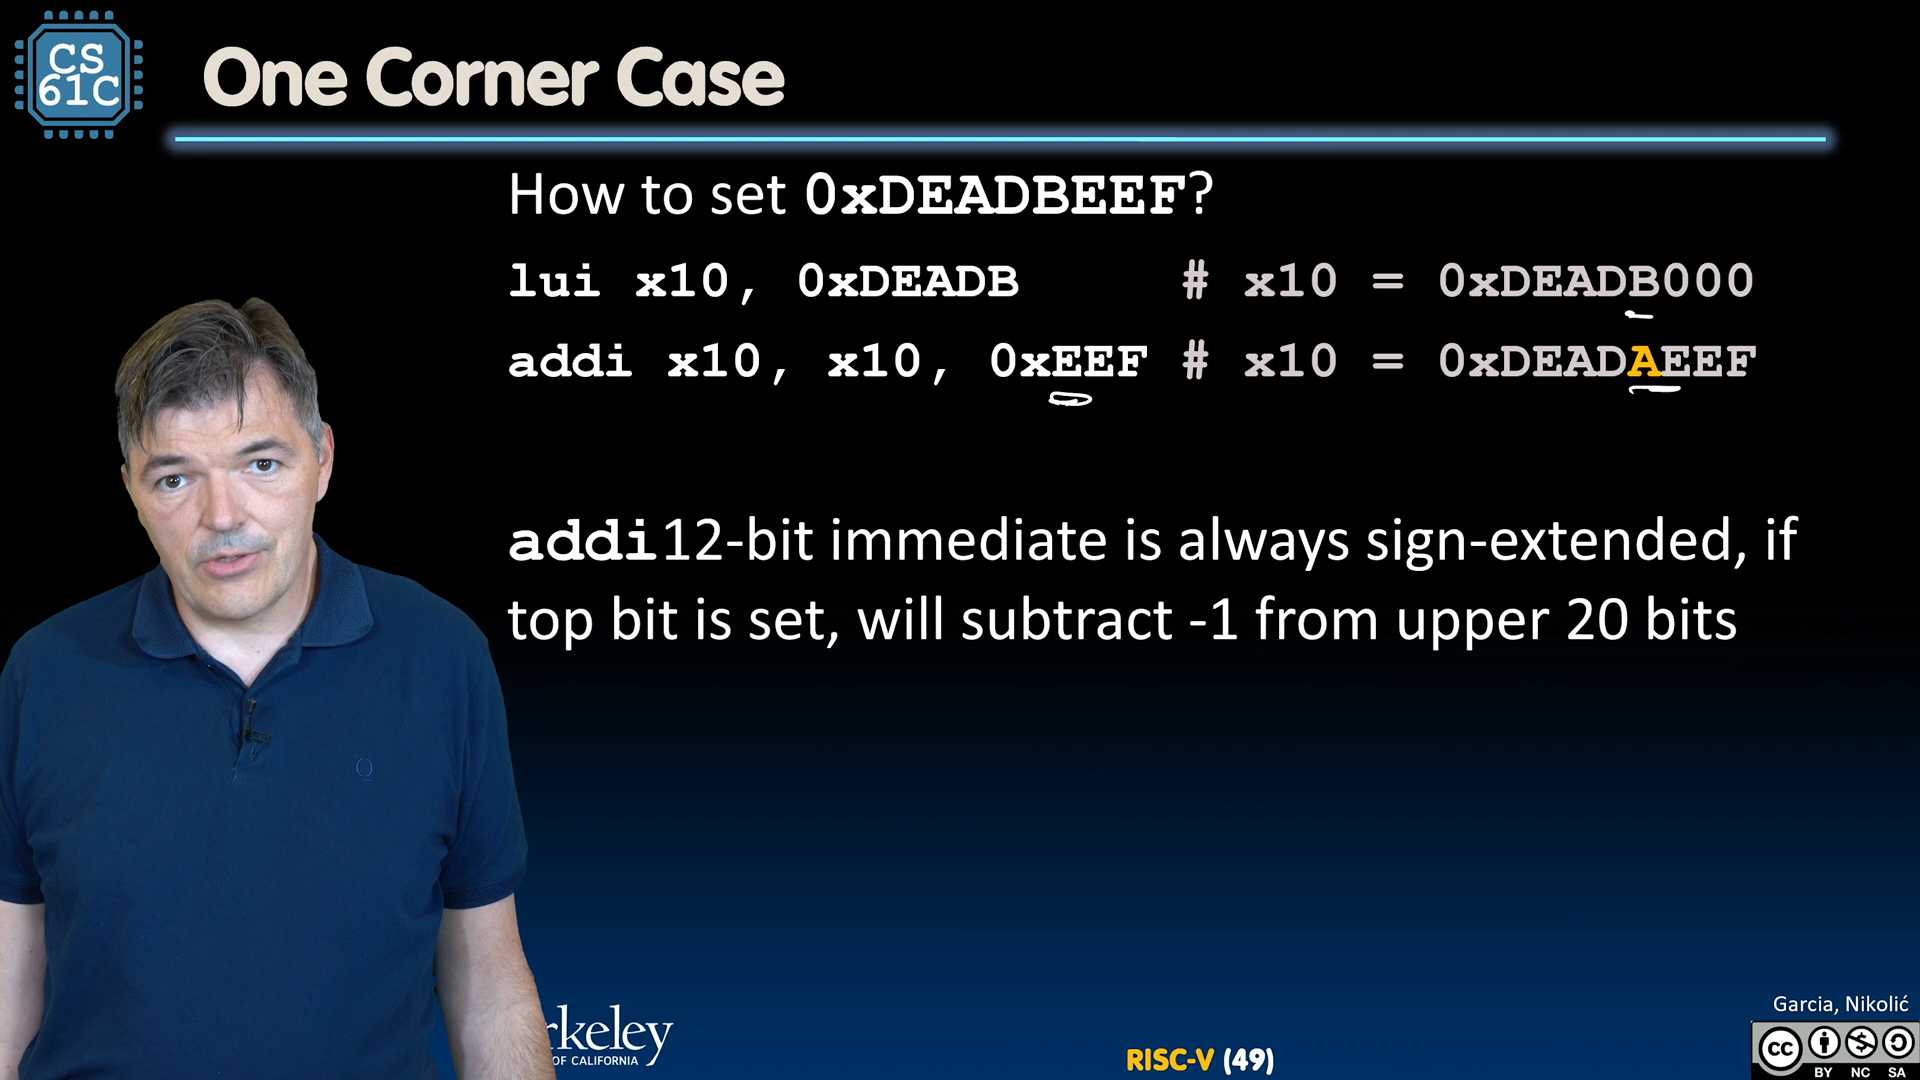 CS
61C
One Corner Case
How to set 0xDEADBEEF?
lui x10, 0xDEADB # x10 = 0xDEADB000
addi x10, x10, 0xEEF # x10 = 0xDEADAEEF
addi 12-bit immediate is always sign-extended, if
top bit is set, will subtract -1 from upper 20 bits
rkeley
OF CALIFORNIA
RISC-V (49)
Garcia, Nikolić
cc
BY NC SA